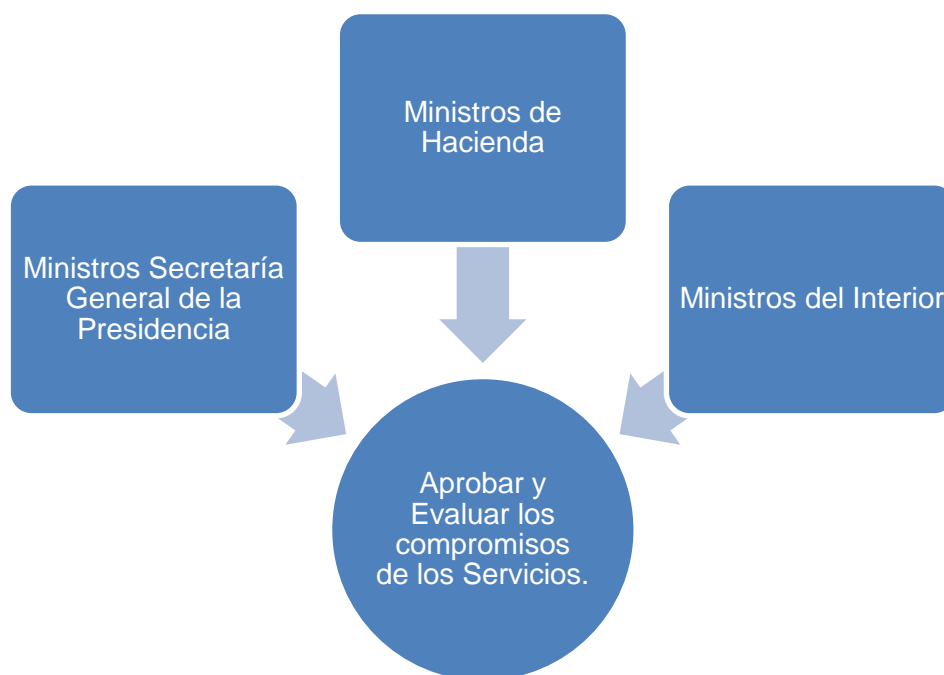 Ministros de
Hacienda
Ministros Secretaría
General de la
Presidencia
Ministros del Interior
Aprobar y
Evaluar los
compromisos
de los Servicios.